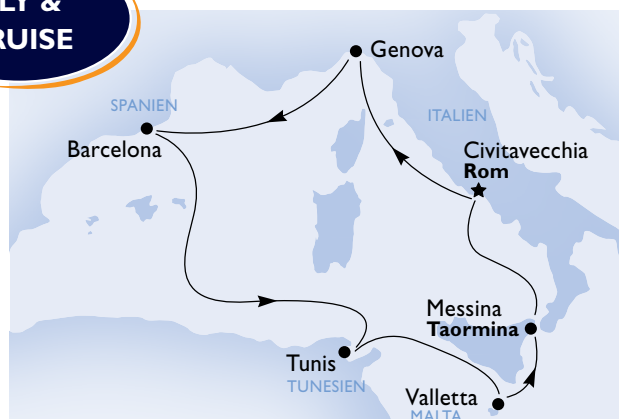 LY &
RUISE
Genova
SPANIEN
Barcelona
ITALIEN
Civitavecchia
Rom
Messina
Taormina
Tunis
TUNESIEN
Valletta
MALTA